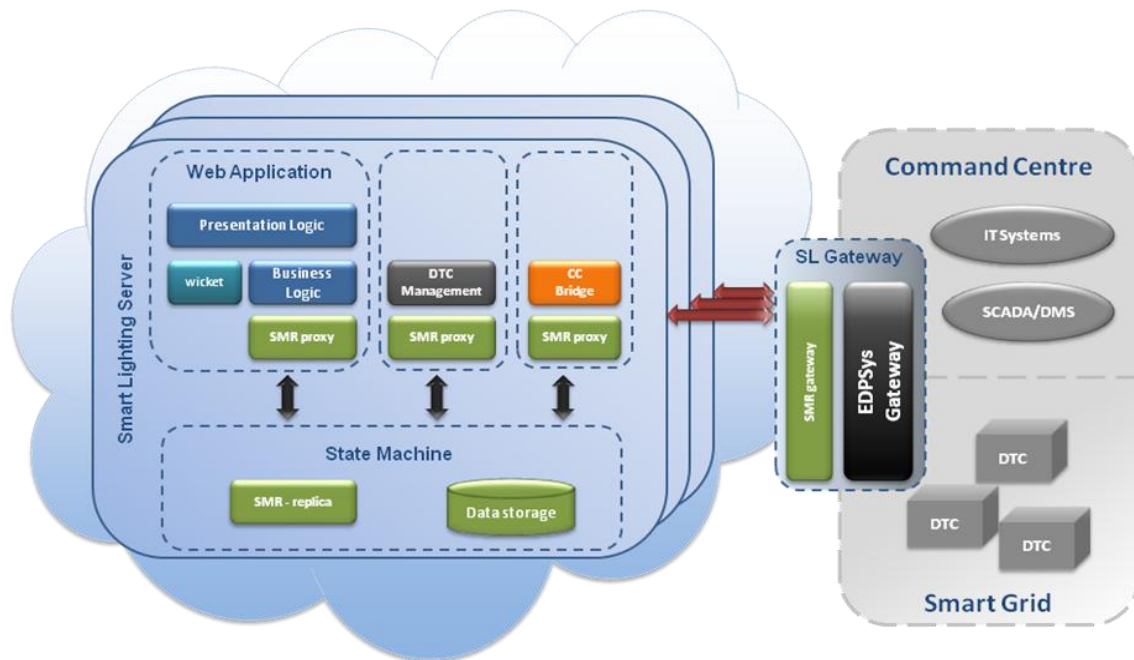 Smart Lighting Server
Web Application
Presentation Logic
wicket
Business
Logic
SMR proxy
DTC
Management
SMR proxy
CC
Bridge
SMR proxy
State Machine
SMR - replica
Data storage
SL Gateway
SMR gateway
EDPSys
Gateway
Command Centre
IT Systems
SCADA/DMS
DTC
DTC
DTC
Smart Grid